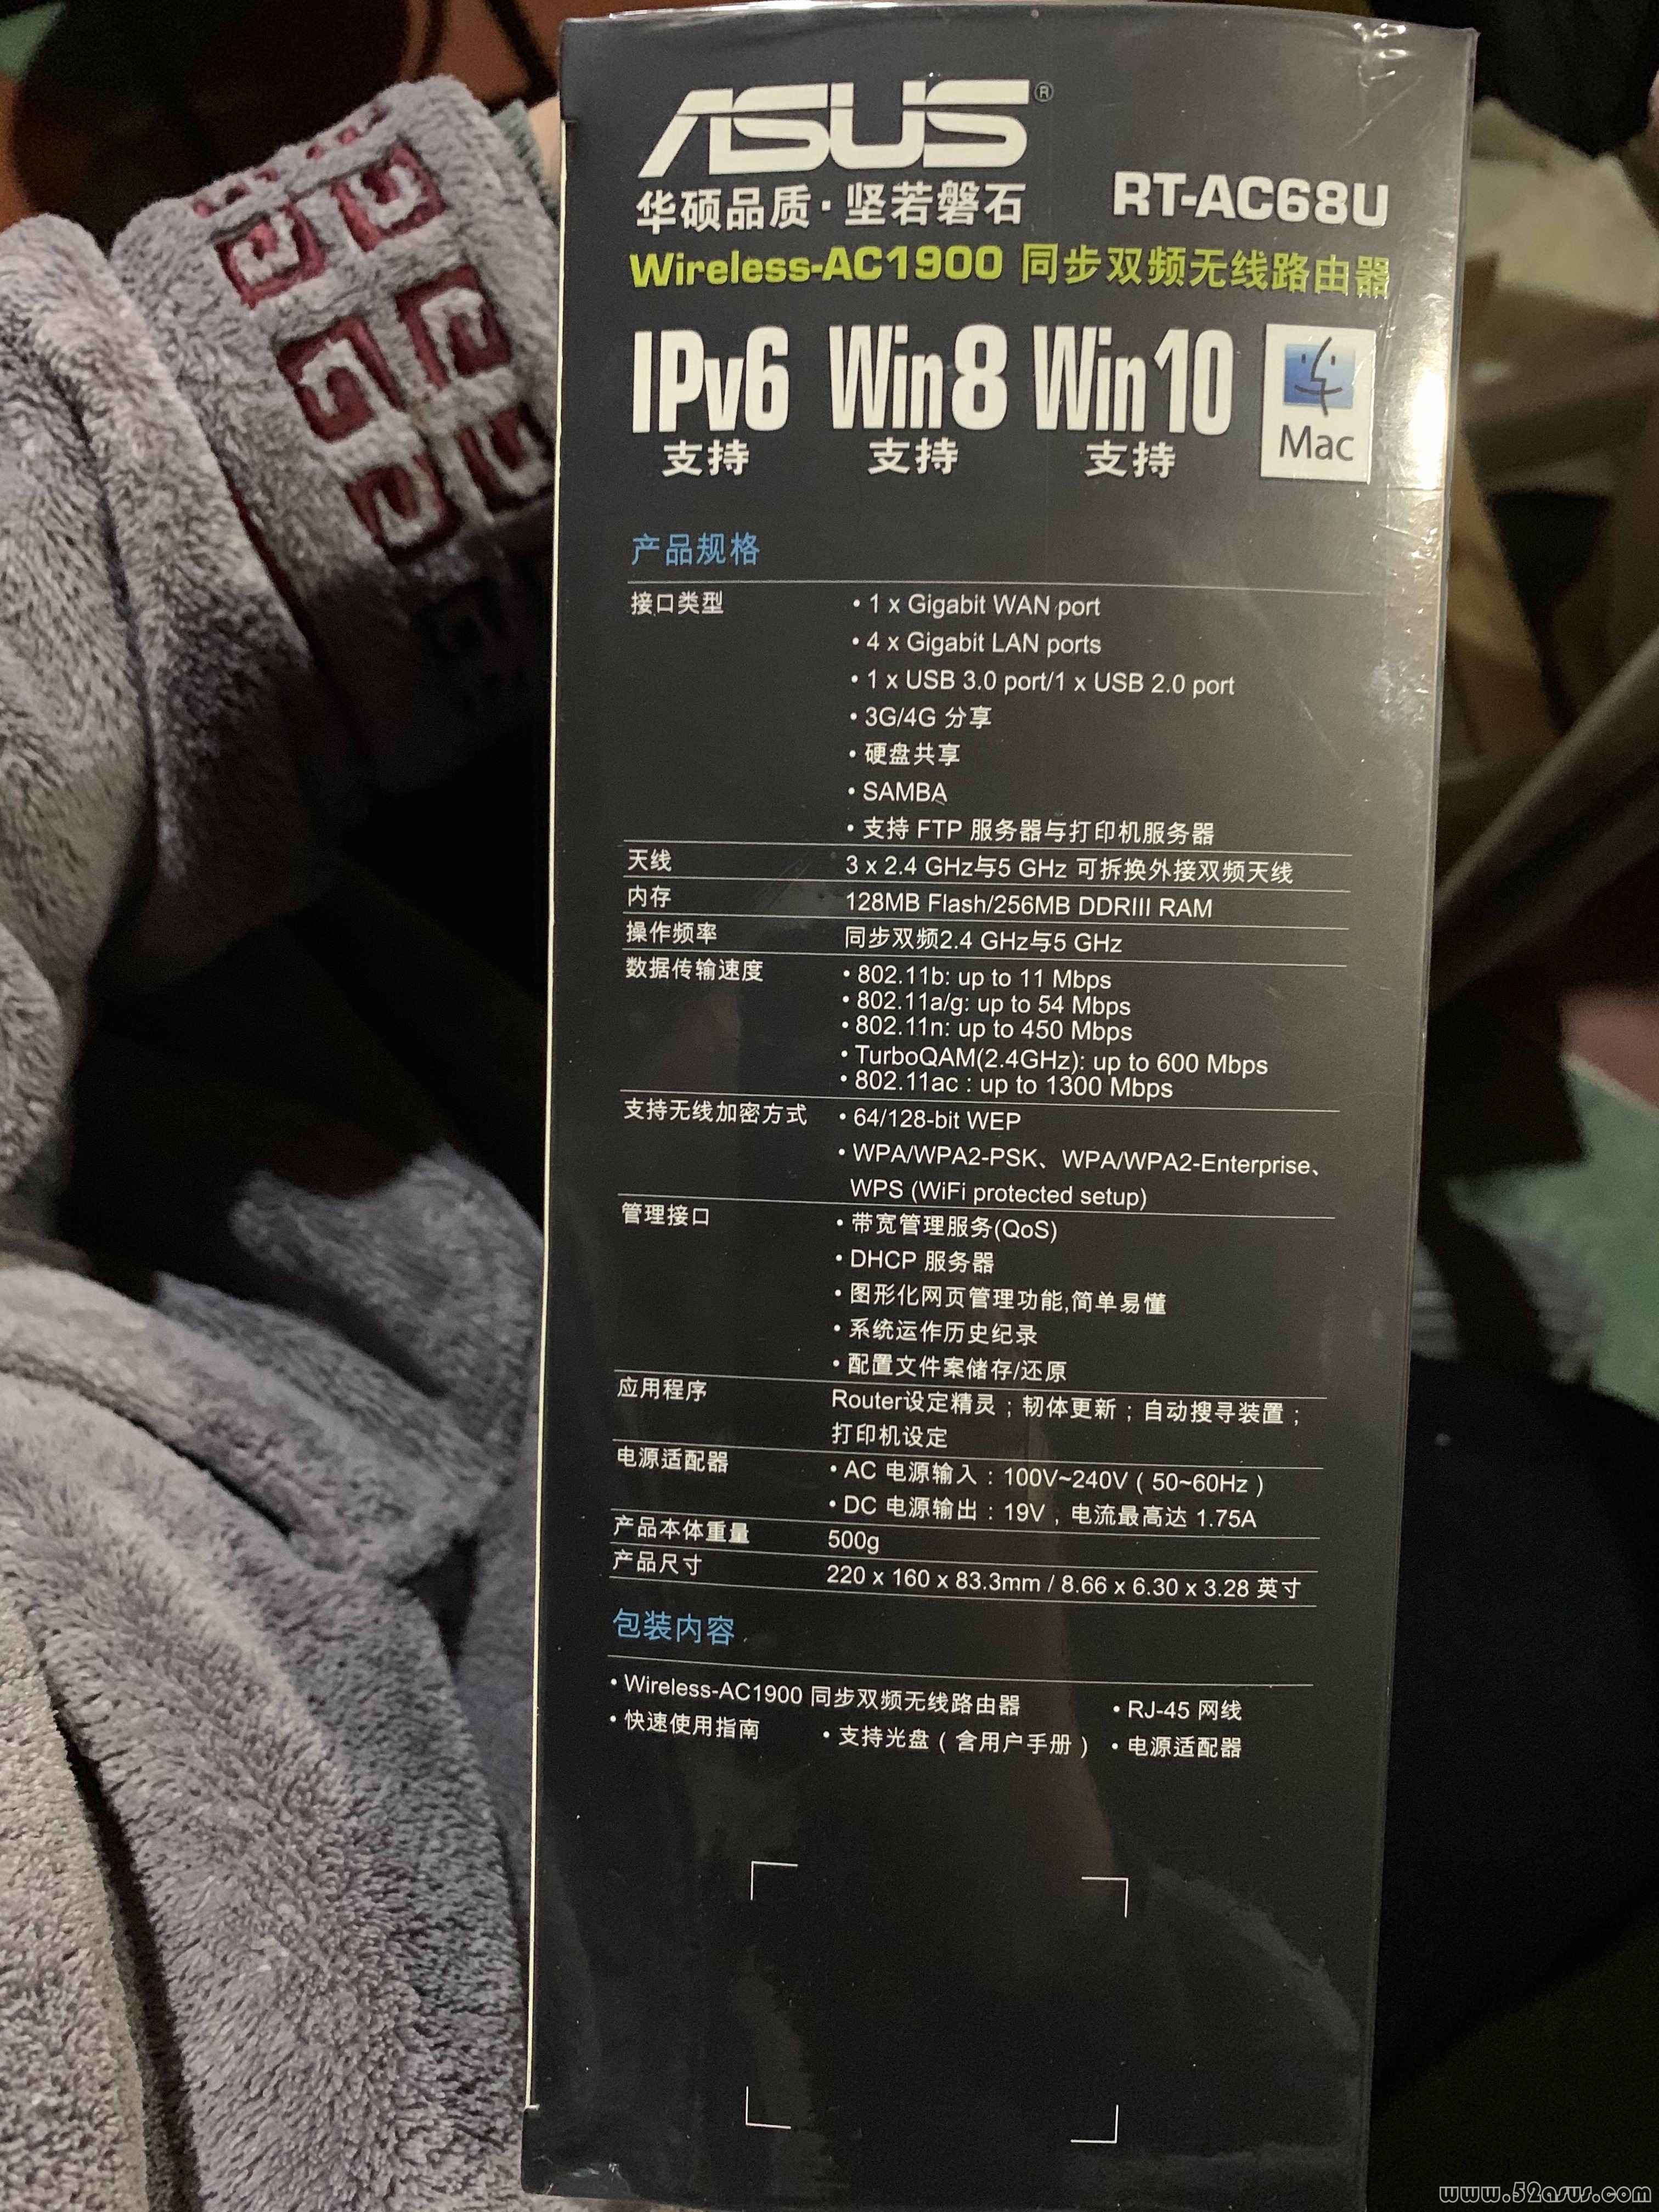 ASUS®
华硕品质·坚若磐石 RT-AC68U
Wireless-AC1900 同步双频无线路由器
IPv6 Win8 Win10
支持 支持 支持 Mac
产品规格
接口类型 • 1 x Gigabit WAN port
• 4 x Gigabit LAN ports
• 1 x USB 3.0 port/1 x USB 2.0 port
• 3G/4G 分享
• 硬盘共享
• SAMBA
• 支持 FTP 服务器与打印机服务器
天线 3 x 2.4 GHz与5 GHz 可拆换外接双频天线
内存 128MB Flash/256MB DDRIII RAM
操作频率 同步双频2.4 GHz与5 GHz
数据传输速度 • 802.11b: up to 11 Mbps
• 802.11a/g: up to 54 Mbps
• 802.11n: up to 450 Mbps
• TurboQAM(2.4GHz): up to 600 Mbps
• 802.11ac : up to 1300 Mbps
支持无线加密方式 • 64/128-bit WEP
• WPA/WPA2-PSK、WPA/WPA2-Enterprise、
WPS (WiFi protected setup)
管理接口 • 带宽管理服务(QoS)
• DHCP 服务器
• 图形化网页管理功能,简单易懂
• 系统运作历史纪录
• 配置文件案储存/还原
应用程序 Router设定精灵；韧体更新；自动搜寻装置；
打印机设定
电源适配器 • AC 电源输入：100V~240V（50~60Hz）
• DC 电源输出：19V，电流最高达 1.75A
产品本体重量 500g
产品尺寸 220 x 160 x 83.3mm / 8.66 x 6.30 x 3.28 英寸
包装内容
• Wireless-AC1900 同步双频无线路由器 • RJ-45 网线
• 快速使用指南 • 支持光盘（含用户手册） • 电源适配器
www.52asus.com